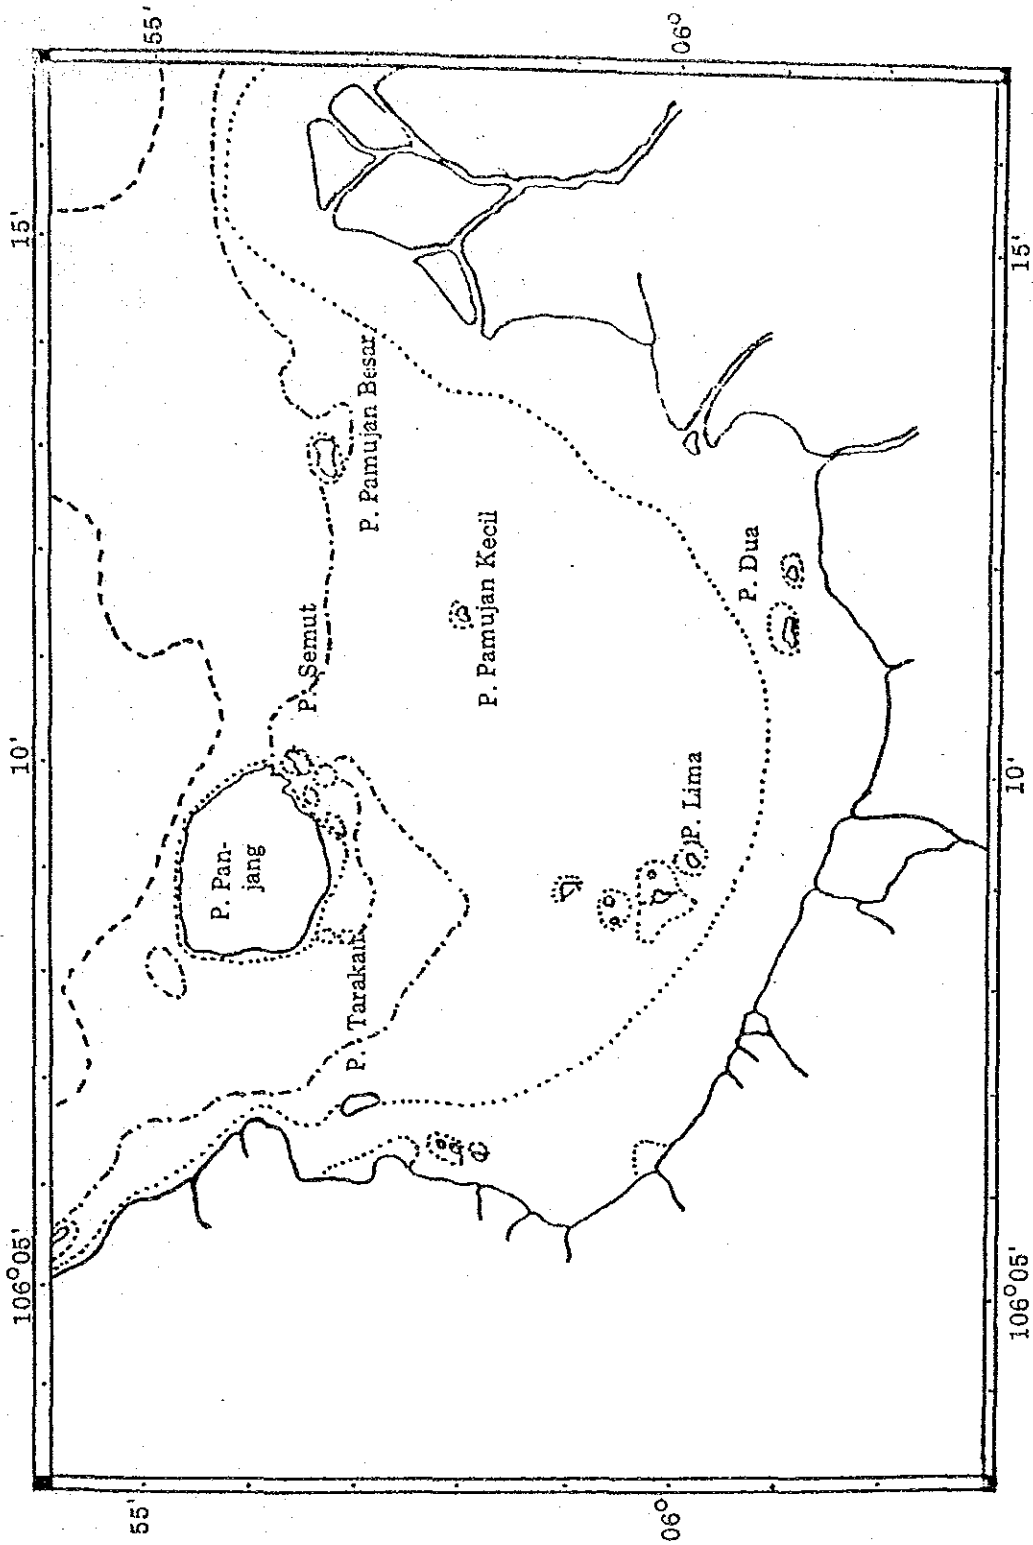 106°05'
10'
15'
55'
55'
P. Pan-
jang
P. Tarakan
P. Semut
P. Pamujan Besar
P. Pamujan Kecil
P. Lima
P. Dua
06°
06°
106°05'
10'
15'